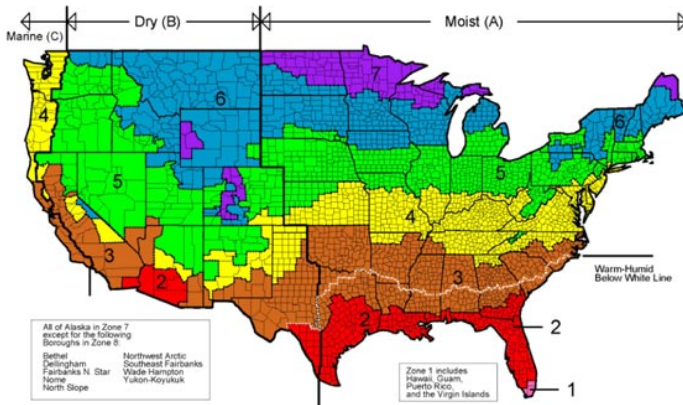 Marine (C)
Dry (B)
Moist (A)
7
6
6
4
5
5
4
3
3
2
Warm-Humid
Below White Line
2
2
1
All of Alaska in Zone 7
except for the following
Boroughs in Zone 8:
Bethel
Dellingham
Fairbanks N. Star
Nome
North Slope
Northwest Arctic
Southeast Fairbanks
Wade Hampton
Yukon-Koyukuk
Zone 1 includes
Hawaii, Guam,
Puerto Rico,
and the Virgin Islands